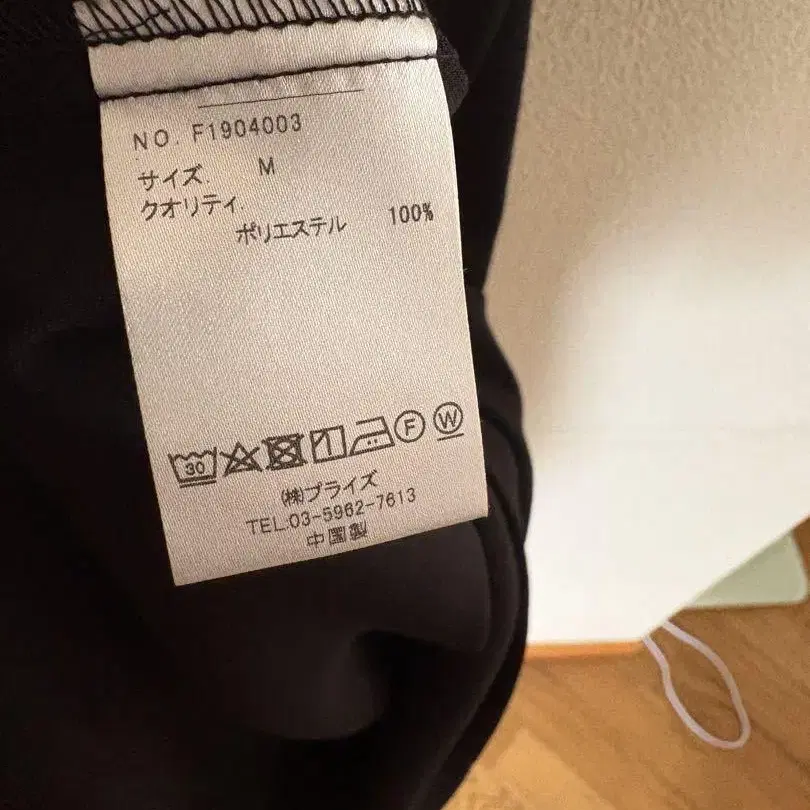 NO. F1904003
サイズ. M
クオリティ.
ポリエステル 100%
30 F W
(株)プライズ
TEL.03-5962-7613
中国製